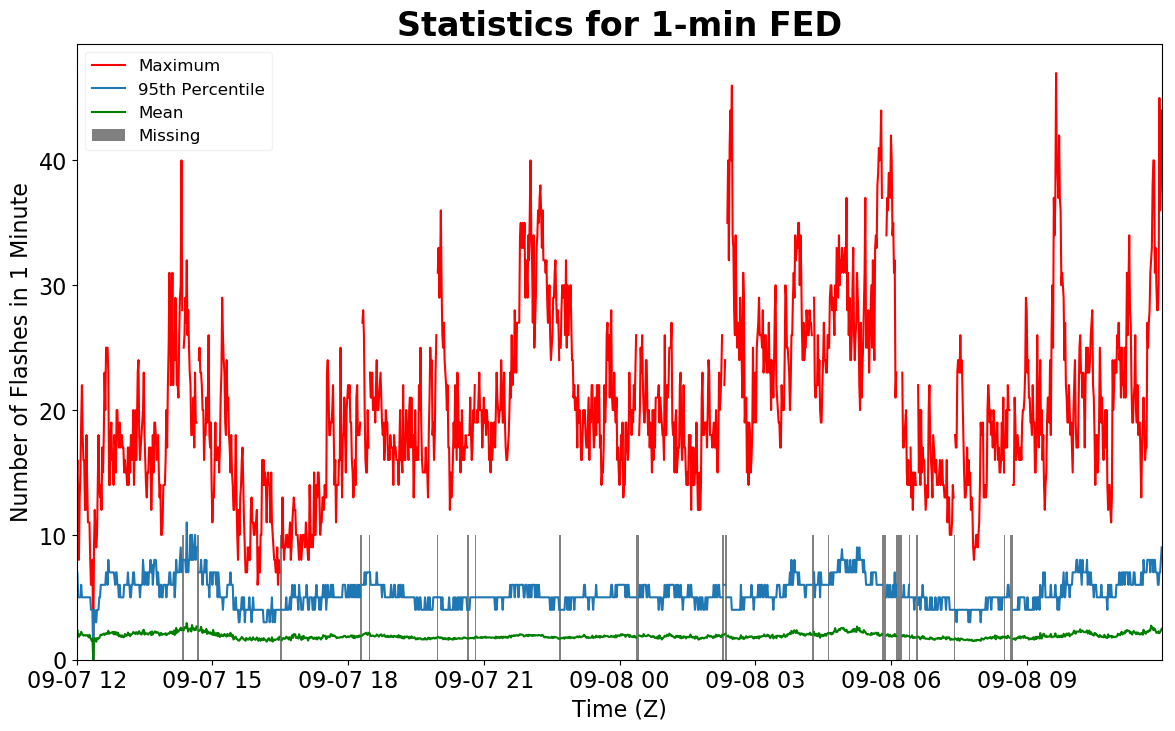 Statistics for 1-min FED
Maximum
95th Percentile
Mean
Missing
Number of Flashes in 1 Minute
40
30
20
10
0
09-07 12
09-07 15
09-07 18
09-07 21
09-08 00
09-08 03
09-08 06
09-08 09
Time (Z)